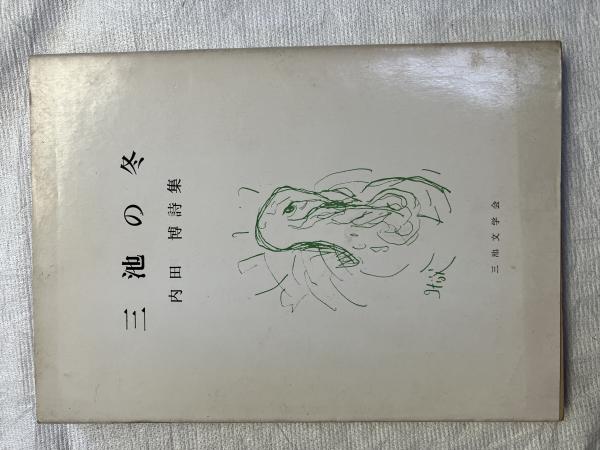 三池の冬
内田 博詩集
三池文学会